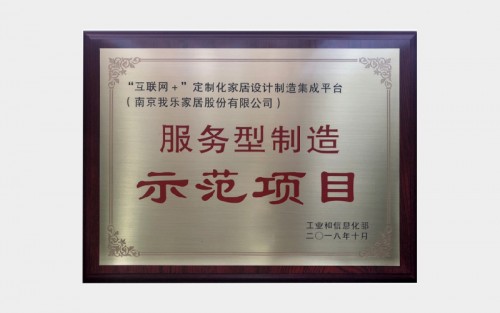 “互联网＋”定制化家居设计制造集成平台
（南京我乐家居股份有限公司）
服务型制造
示范项目
工业和信息化部
二〇一八年十月